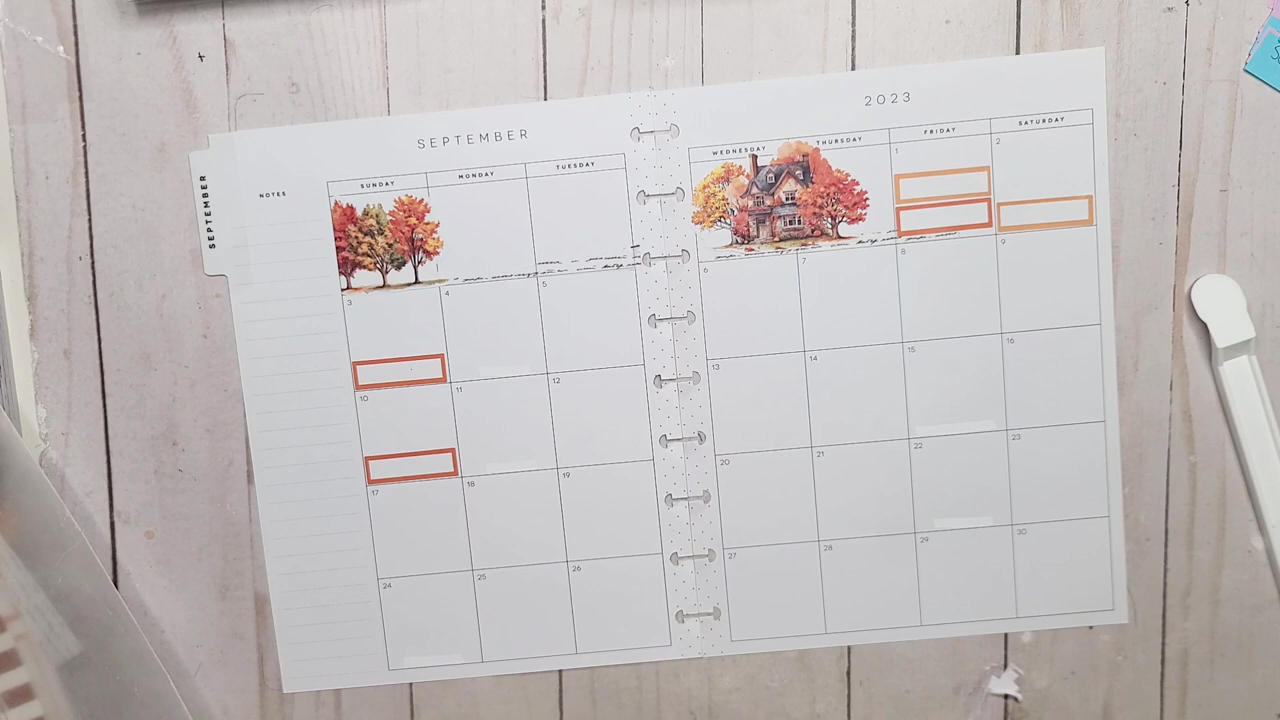 SEPTEMBER
2023
SEPTEMBER
NOTES
SUNDAY MONDAY TUESDAY WEDNESDAY THURSDAY FRIDAY SATURDAY
1 2
3 4 5 6 7 8 9
10 11 12 13 14 15 16
17 18 19 20 21 22 23
24 25 26 27 28 29 30